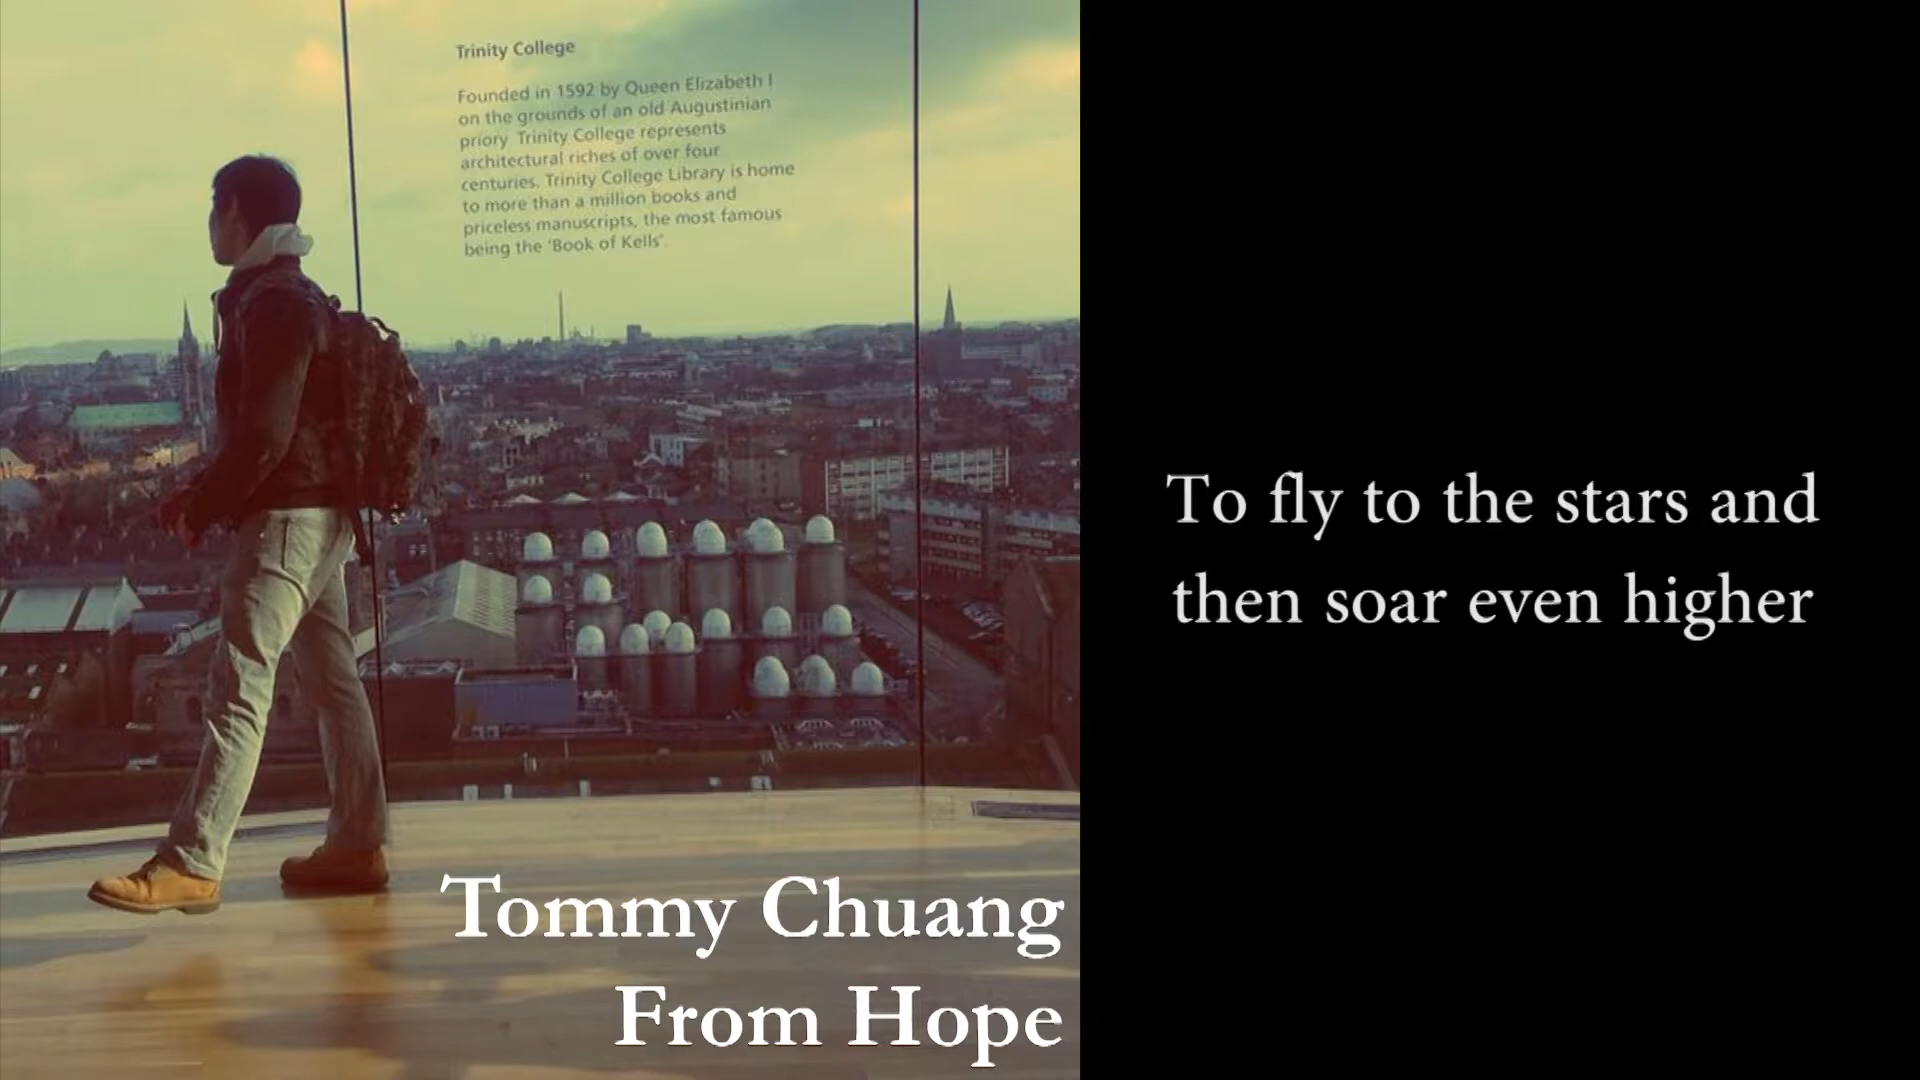 Trinity College
Founded in 1592 by Queen Elizabeth I
on the grounds of an old Augustinian
priory Trinity College represents
architectural riches of over four
centuries. Trinity College Library is home
to more than a million books and
priceless manuscripts, the most famous
being the 'Book of Kells'.
Tommy Chuang
From Hope
To fly to the stars and
then soar even higher